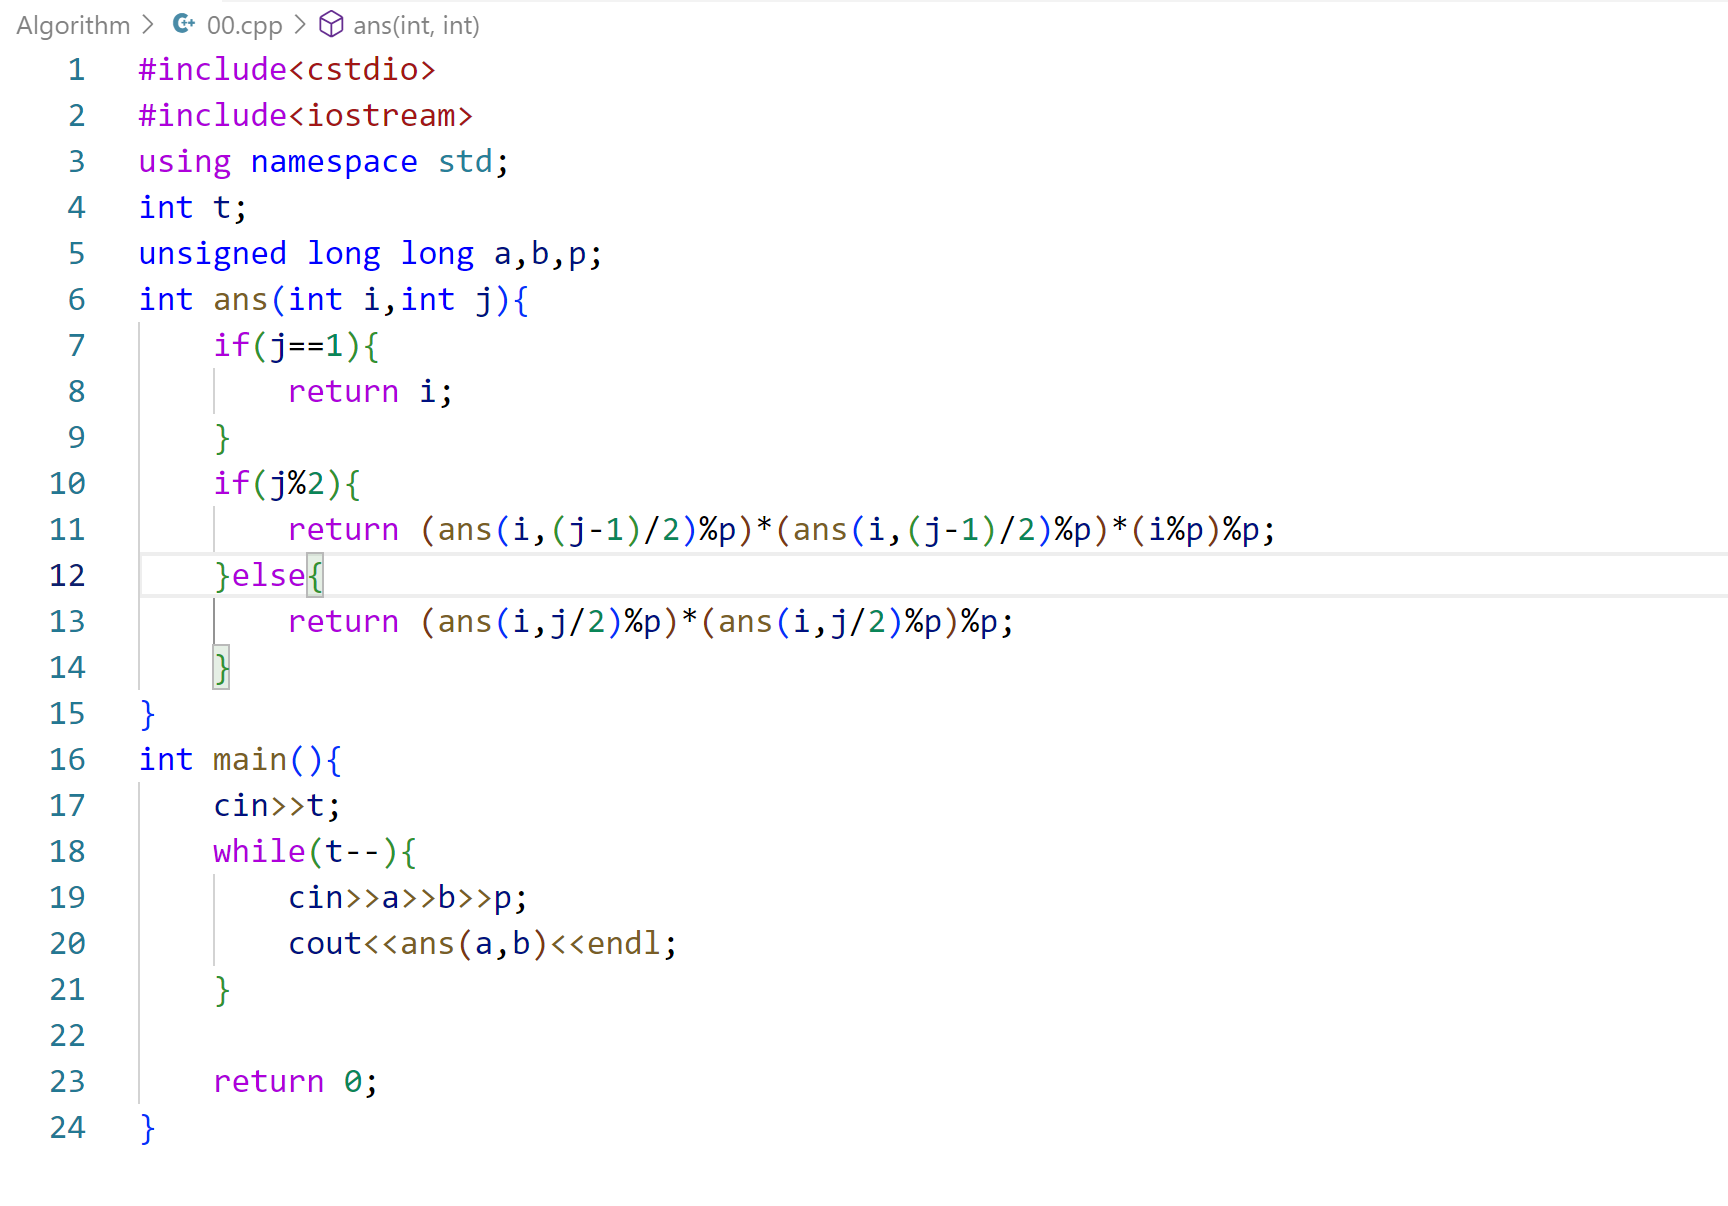 Algorithm > 00.cpp > ans(int, int)
1 #include<cstdio>
2 #include<iostream>
3 using namespace std;
4 int t;
5 unsigned long long a,b,p;
6 int ans(int i,int j){
7     if(j==1){
8         return i;
9     }
10     if(j%2){
11         return (ans(i,(j-1)/2)%p)*(ans(i,(j-1)/2)%p)*(i%p)%p;
12     }else{
13         return (ans(i,j/2)%p)*(ans(i,j/2)%p)%p;
14     }
15 }
16 int main(){
17     cin>>t;
18     while(t--){
19         cin>>a>>b>>p;
20         cout<<ans(a,b)<<endl;
21     }
22
23     return 0;
24 }